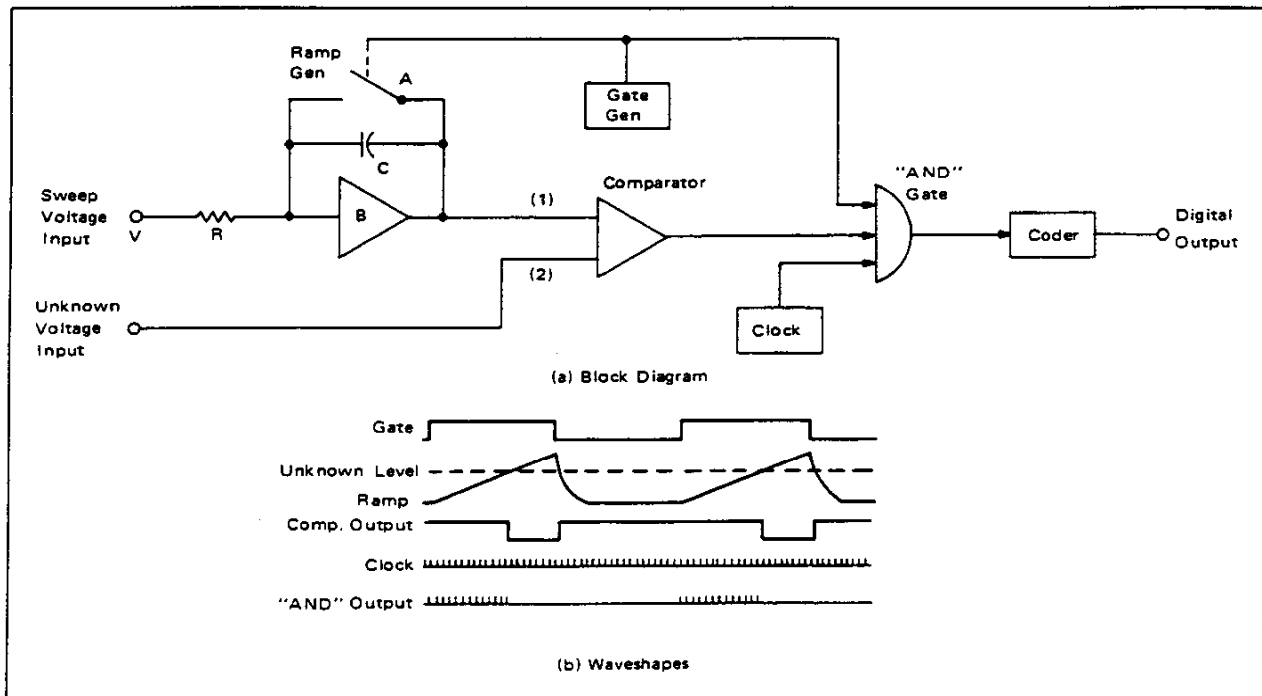 Ramp
Gen
A
Gate
Gen
C
"AND"
Gate
Sweep
Voltage
Input
V
R
B
(1)
Comparator
(2)
Coder
Digital
Output
Unknown
Voltage
Input
Clock
(a) Block Diagram
Gate
Unknown Level
Ramp
Comp. Output
Clock
"AND" Output
(b) Waveshapes